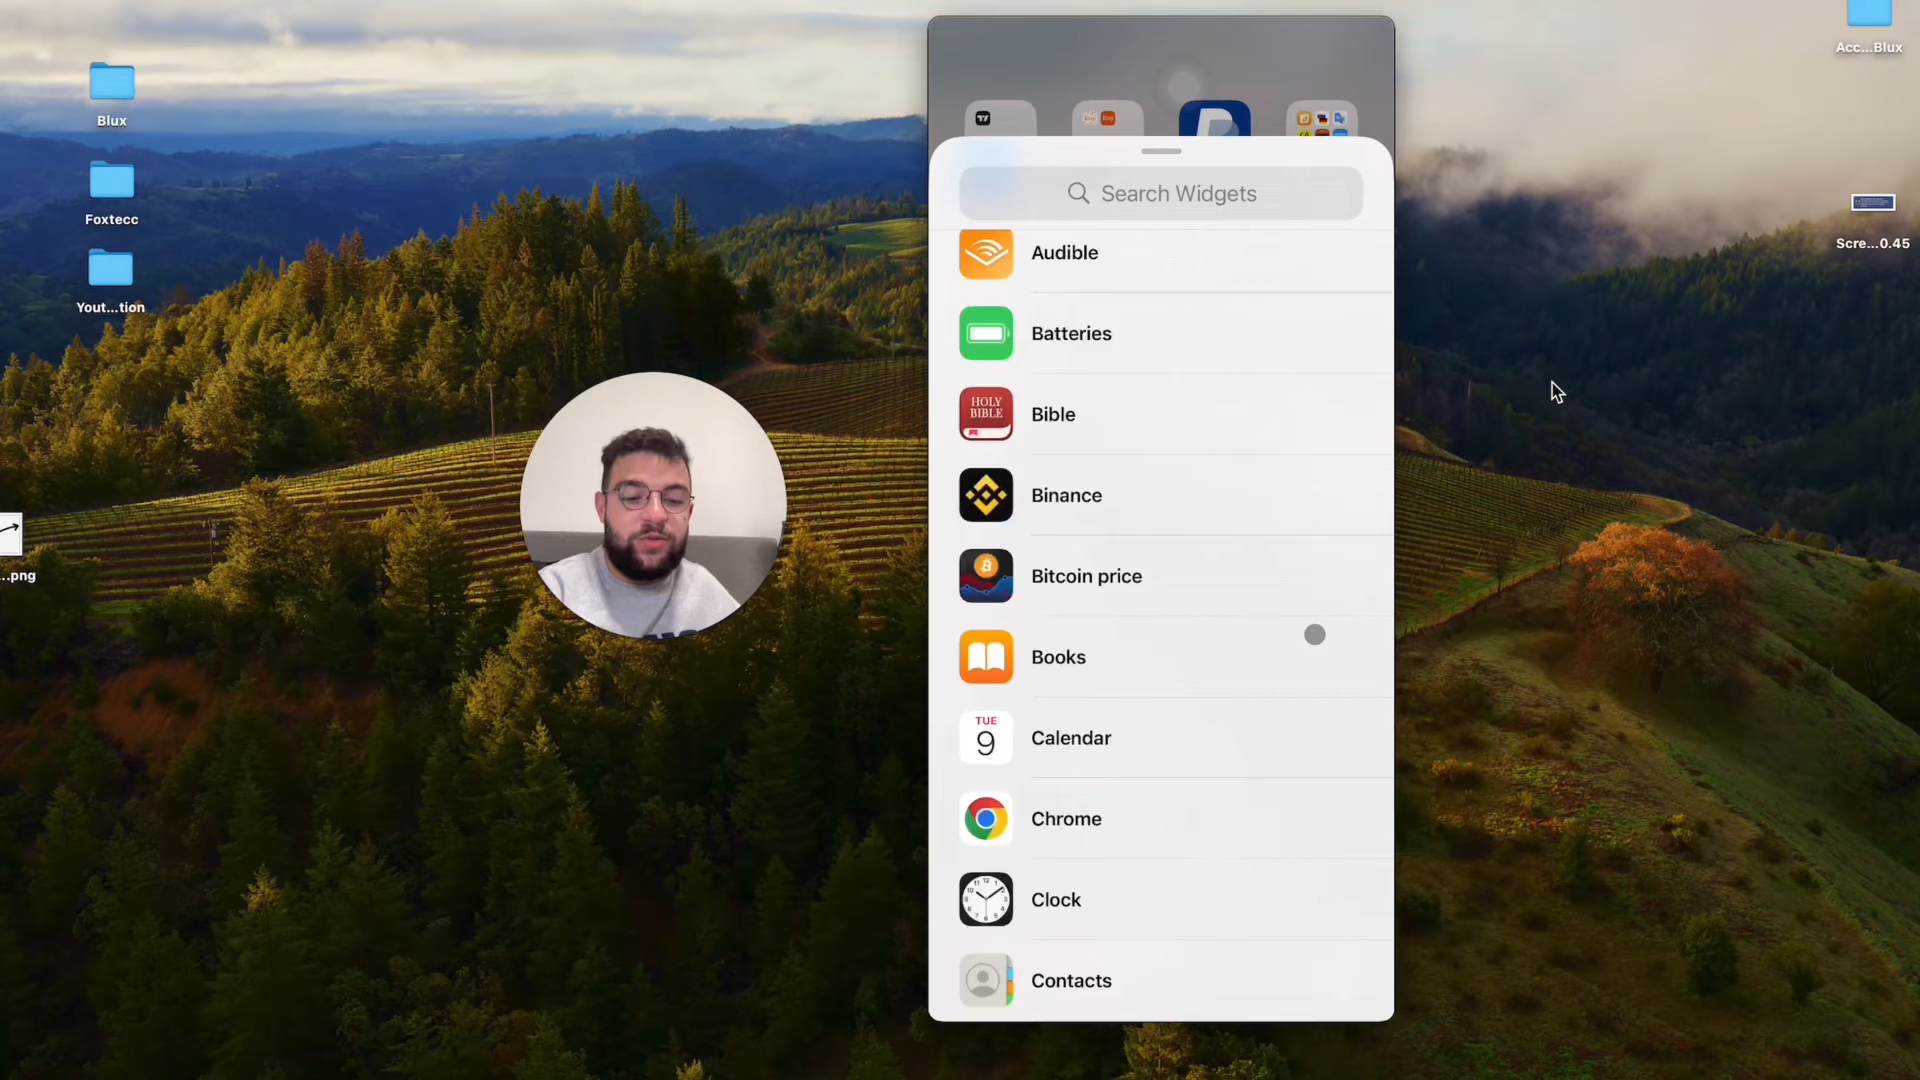 Acc...Blux
Blux
Foxtecc
Yout...tion
...png
Scre...0.45
Search Widgets
Audible
Batteries
HOLY
BIBLE
Bible
Binance
Bitcoin price
Books
TUE
9
Calendar
Chrome
Clock
Contacts